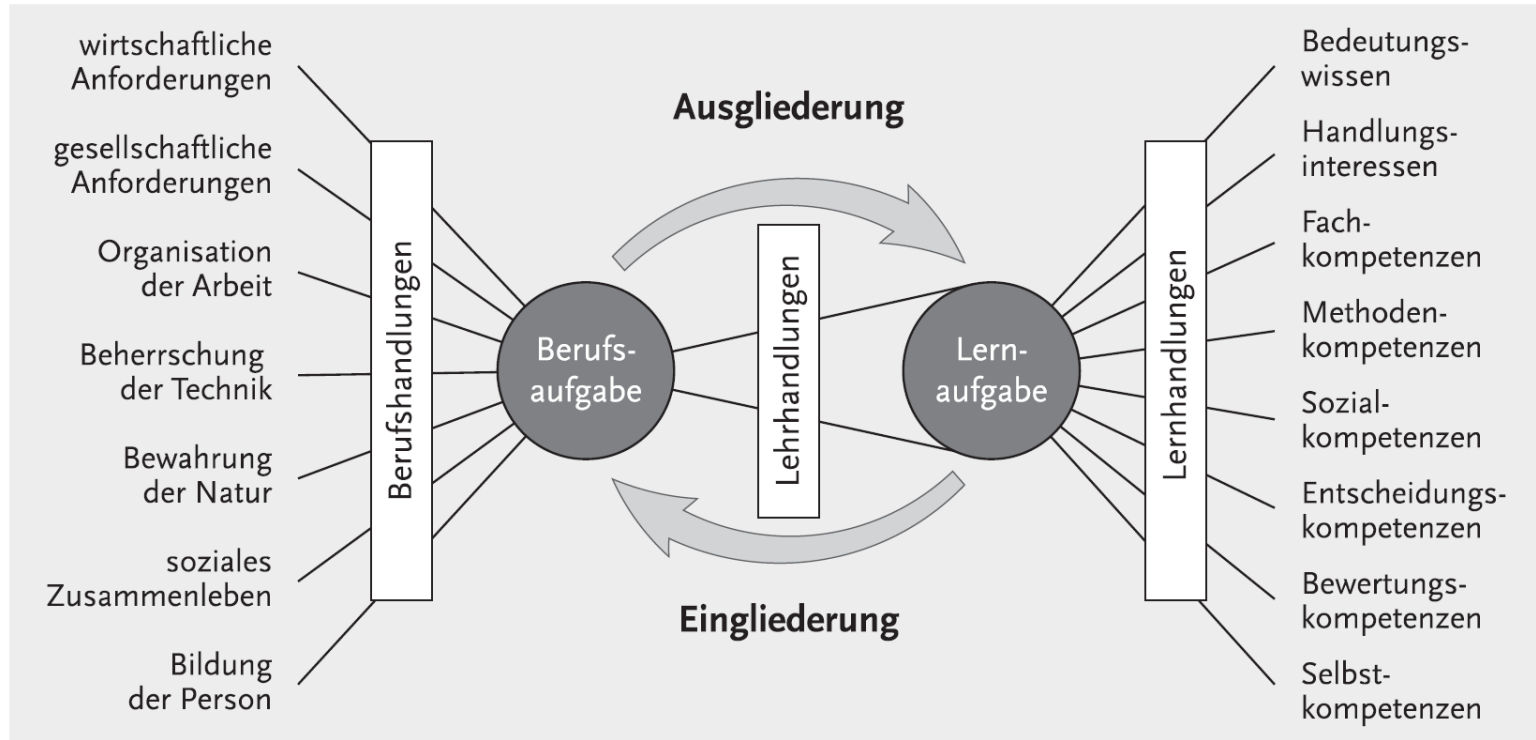 wirtschaftliche
Anforderungen
gesellschaftliche
Anforderungen
Organisation
der Arbeit
Beherrschung
der Technik
Bewahrung
der Natur
soziales
Zusammenleben
Bildung
der Person
Berufshandlungen
Berufs-
aufgabe
Ausgliederung
Lehrhandlungen
Eingliederung
Lern-
aufgabe
Lernhandlungen
Bedeutungs-
wissen
Handlungs-
interessen
Fach-
kompetenzen
Methoden-
kompetenzen
Sozial-
kompetenzen
Entscheidungs-
kompetenzen
Bewertungs-
kompetenzen
Selbst-
kompetenzen